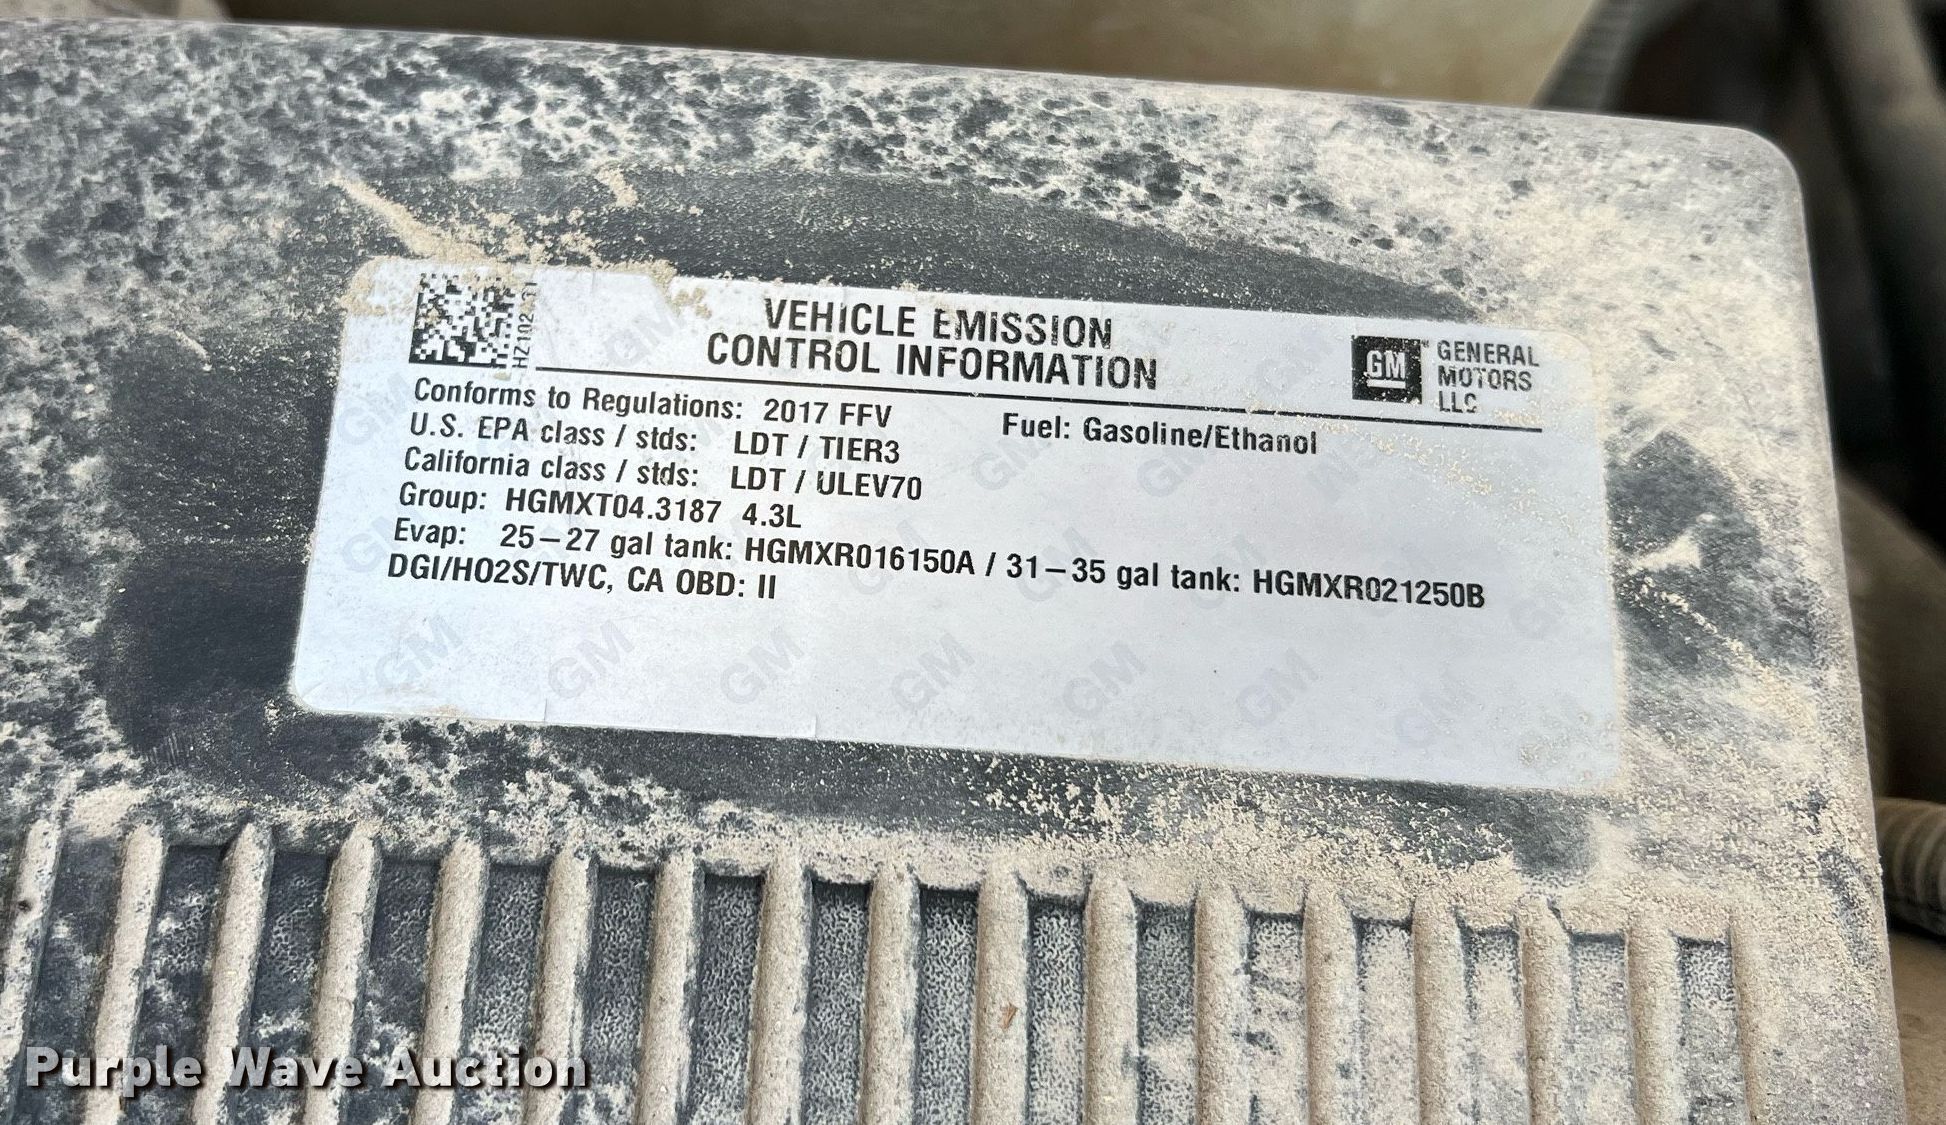 HZ102
VEHICLE EMISSION
CONTROL INFORMATION
GM
GENERAL
MOTORS
LLC
Conforms to Regulations: 2017 FFV
Fuel: Gasoline/Ethanol
U.S. EPA class / stds: LDT / TIER3
California class / stds: LDT / ULEV70
Group: HGMXT04.3187 4.3L
Evap: 25-27 gal tank: HGMXR016150A / 31-35 gal tank: HGMXR021250B
DGI/HO2S/TWC, CA OBD: II
Purple Wave Auction